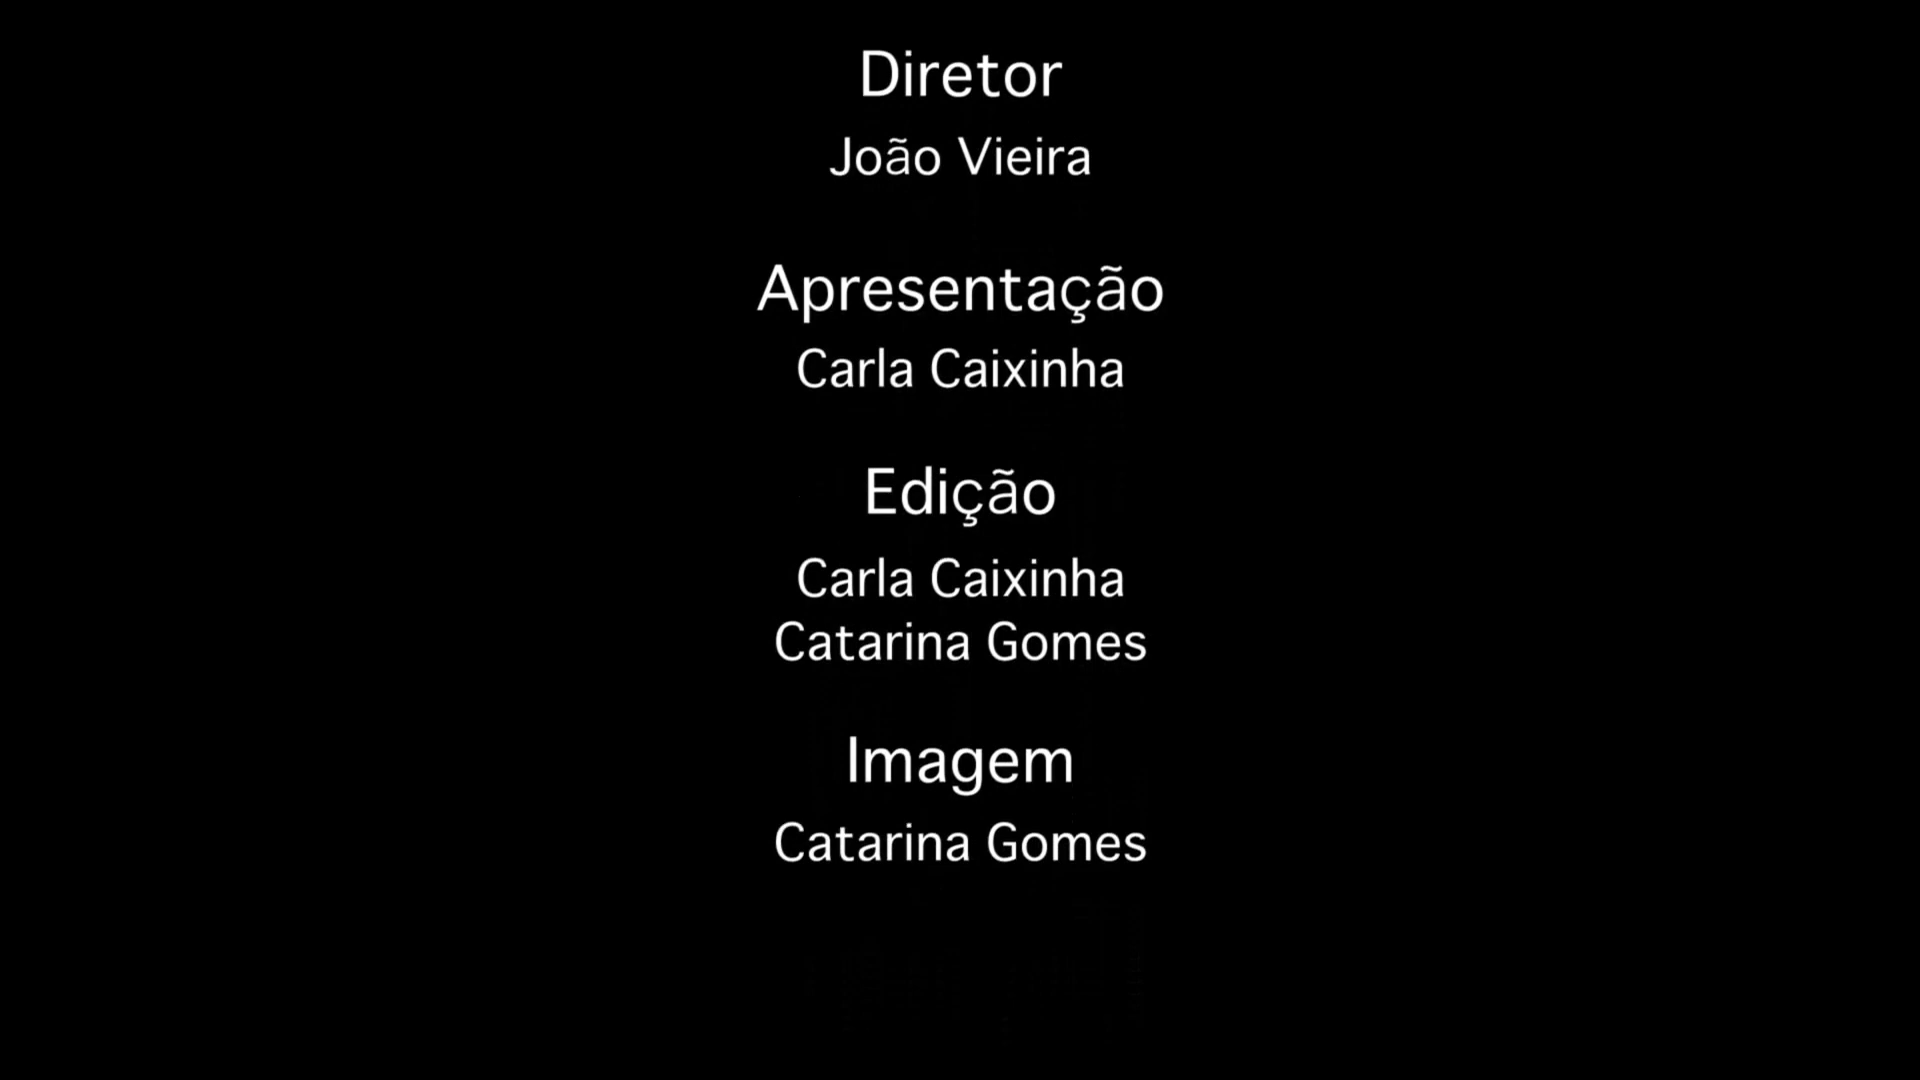 Diretor
João Vieira
Apresentação
Carla Caixinha
Edição
Carla Caixinha
Catarina Gomes
Imagem
Catarina Gomes